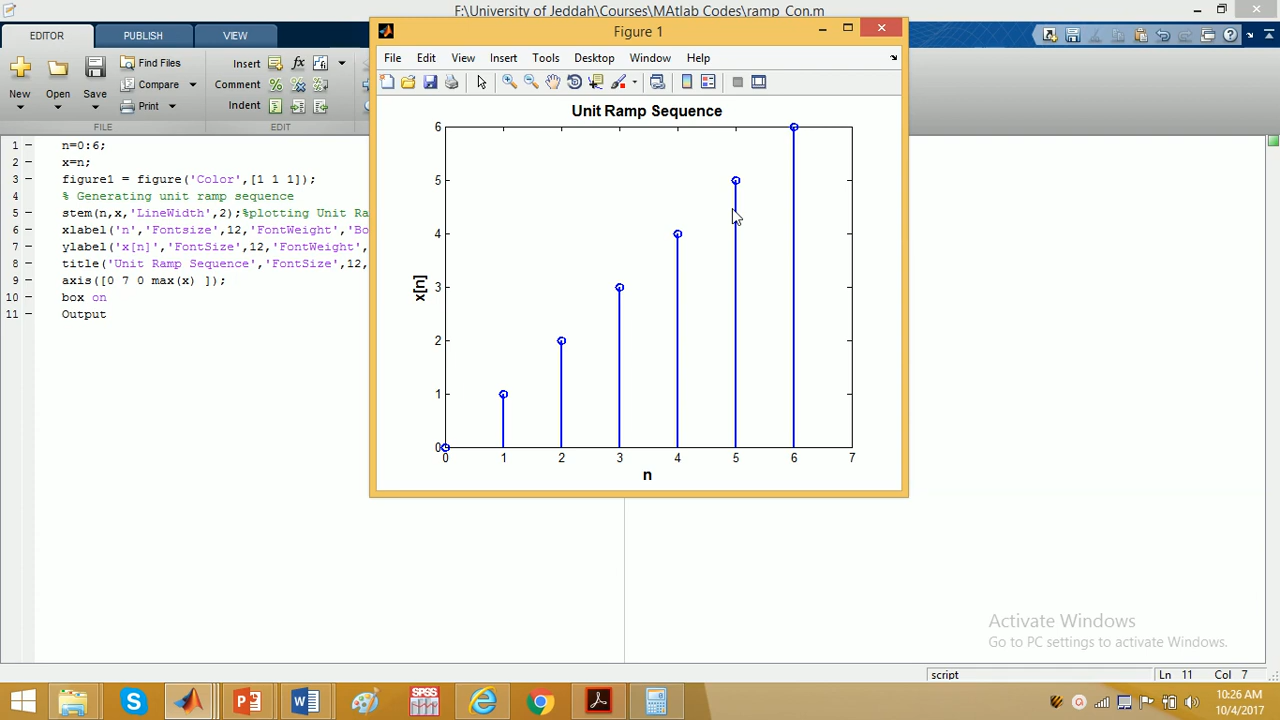 F:\University of Jeddah\Courses\MAtlab Codes\ramp_Con.m
EDITOR PUBLISH VIEW
New Open Save
Find Files
Compare
Print
Insert
Comment
Indent
FILE EDIT
Figure 1
File Edit View Insert Tools Desktop Window Help
Unit Ramp Sequence
6
5
4
3
2
1
0
x[n]
0 1 2 3 4 5 6 7
n
1 n=0:6;
2 x=n;
3 figure1 = figure('Color',[1 1 1]);
4 % Generating unit ramp sequence
5 stem(n,x,'LineWidth',2);%plotting Unit Ra
6 xlabel('n','Fontsize',12,'FontWeight','Bo
7 ylabel('x[n]','FontSize',12,'FontWeight',
8 title('Unit Ramp Sequence','FontSize',12,
9 axis([0 7 0 max(x) ]);
10 box on
11 Output
Activate Windows
Go to PC settings to activate Windows.
script Ln 11 Col 7
SPSS
10:26 AM
10/4/2017